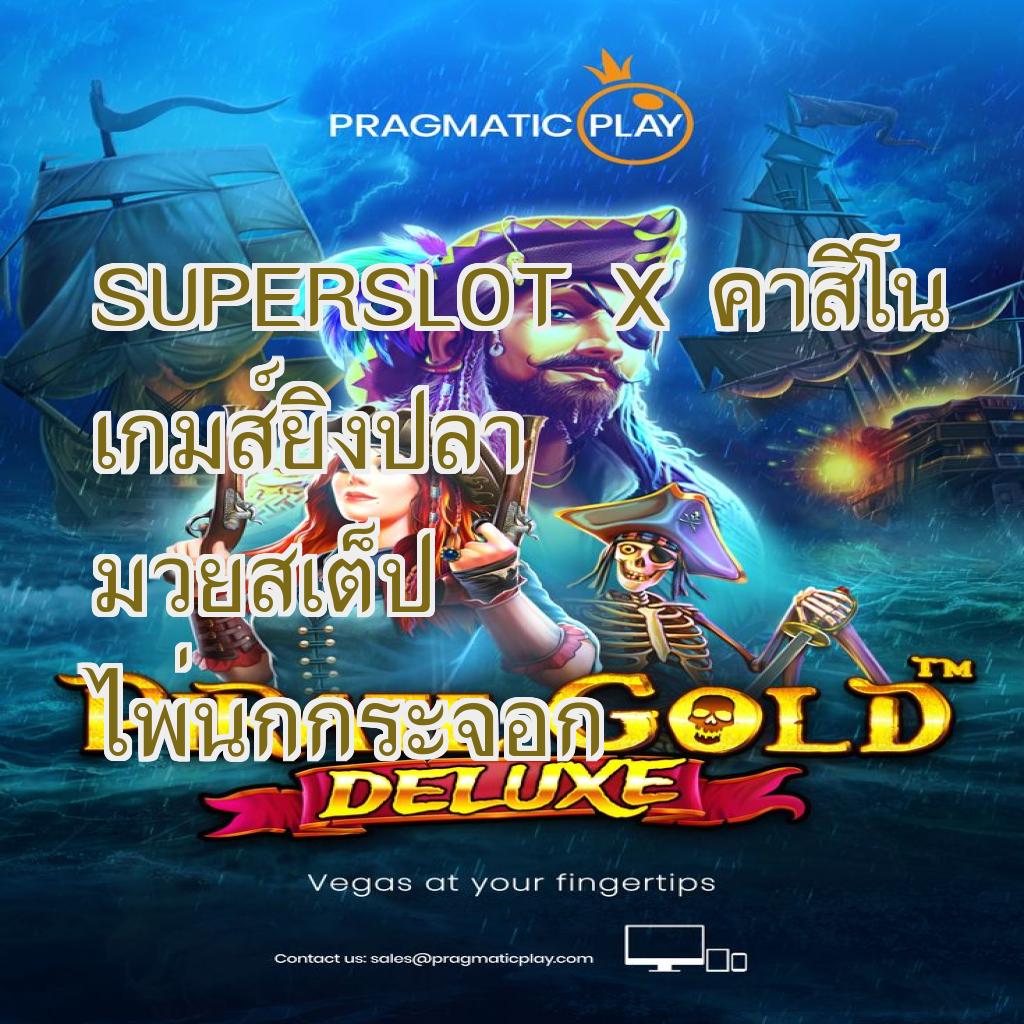 PRAGMATIC PLAY
SUPERSLOT X คาสิโน
เกมส์ยิงปลา
มวยสเต็ป
ไพ่นกกระจอก
PIRATE GOLD™
DELUXE
Vegas at your fingertips
Contact us: sales@pragmaticplay.com